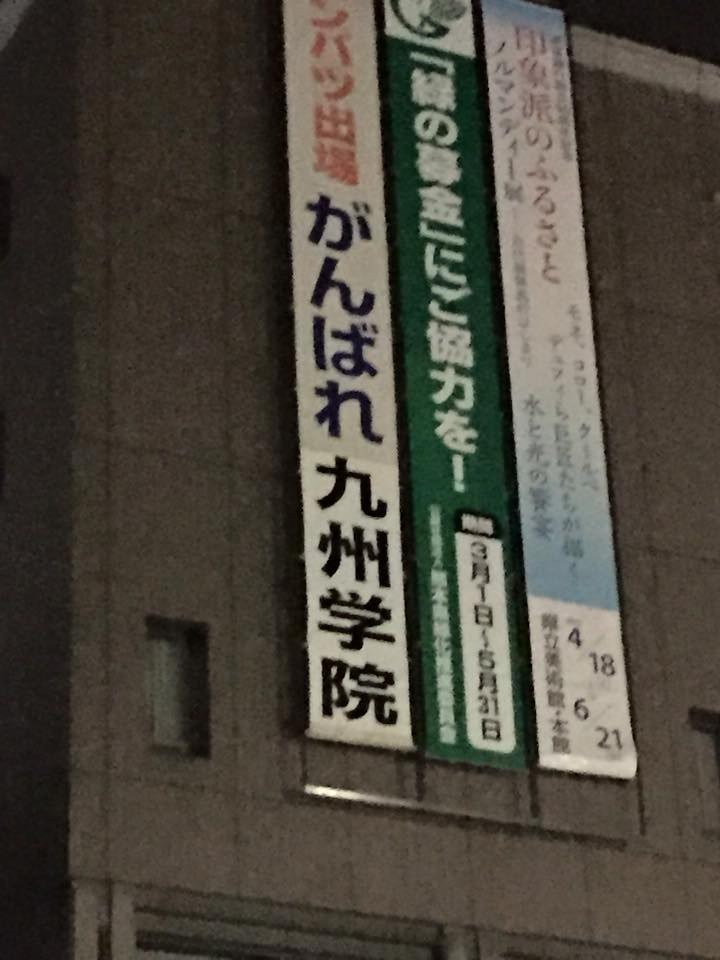 印象派のふるさと
ノルマンディー展
モネ、ココー、クールベ
デュフィら巨匠たちが描く
水と光の饗宴
4
18
6
21
県立美術館・本館
「緑の募金」にご協力を!
期間
3月1日～5月31日
ンバツ出場
がんばれ
九州学院